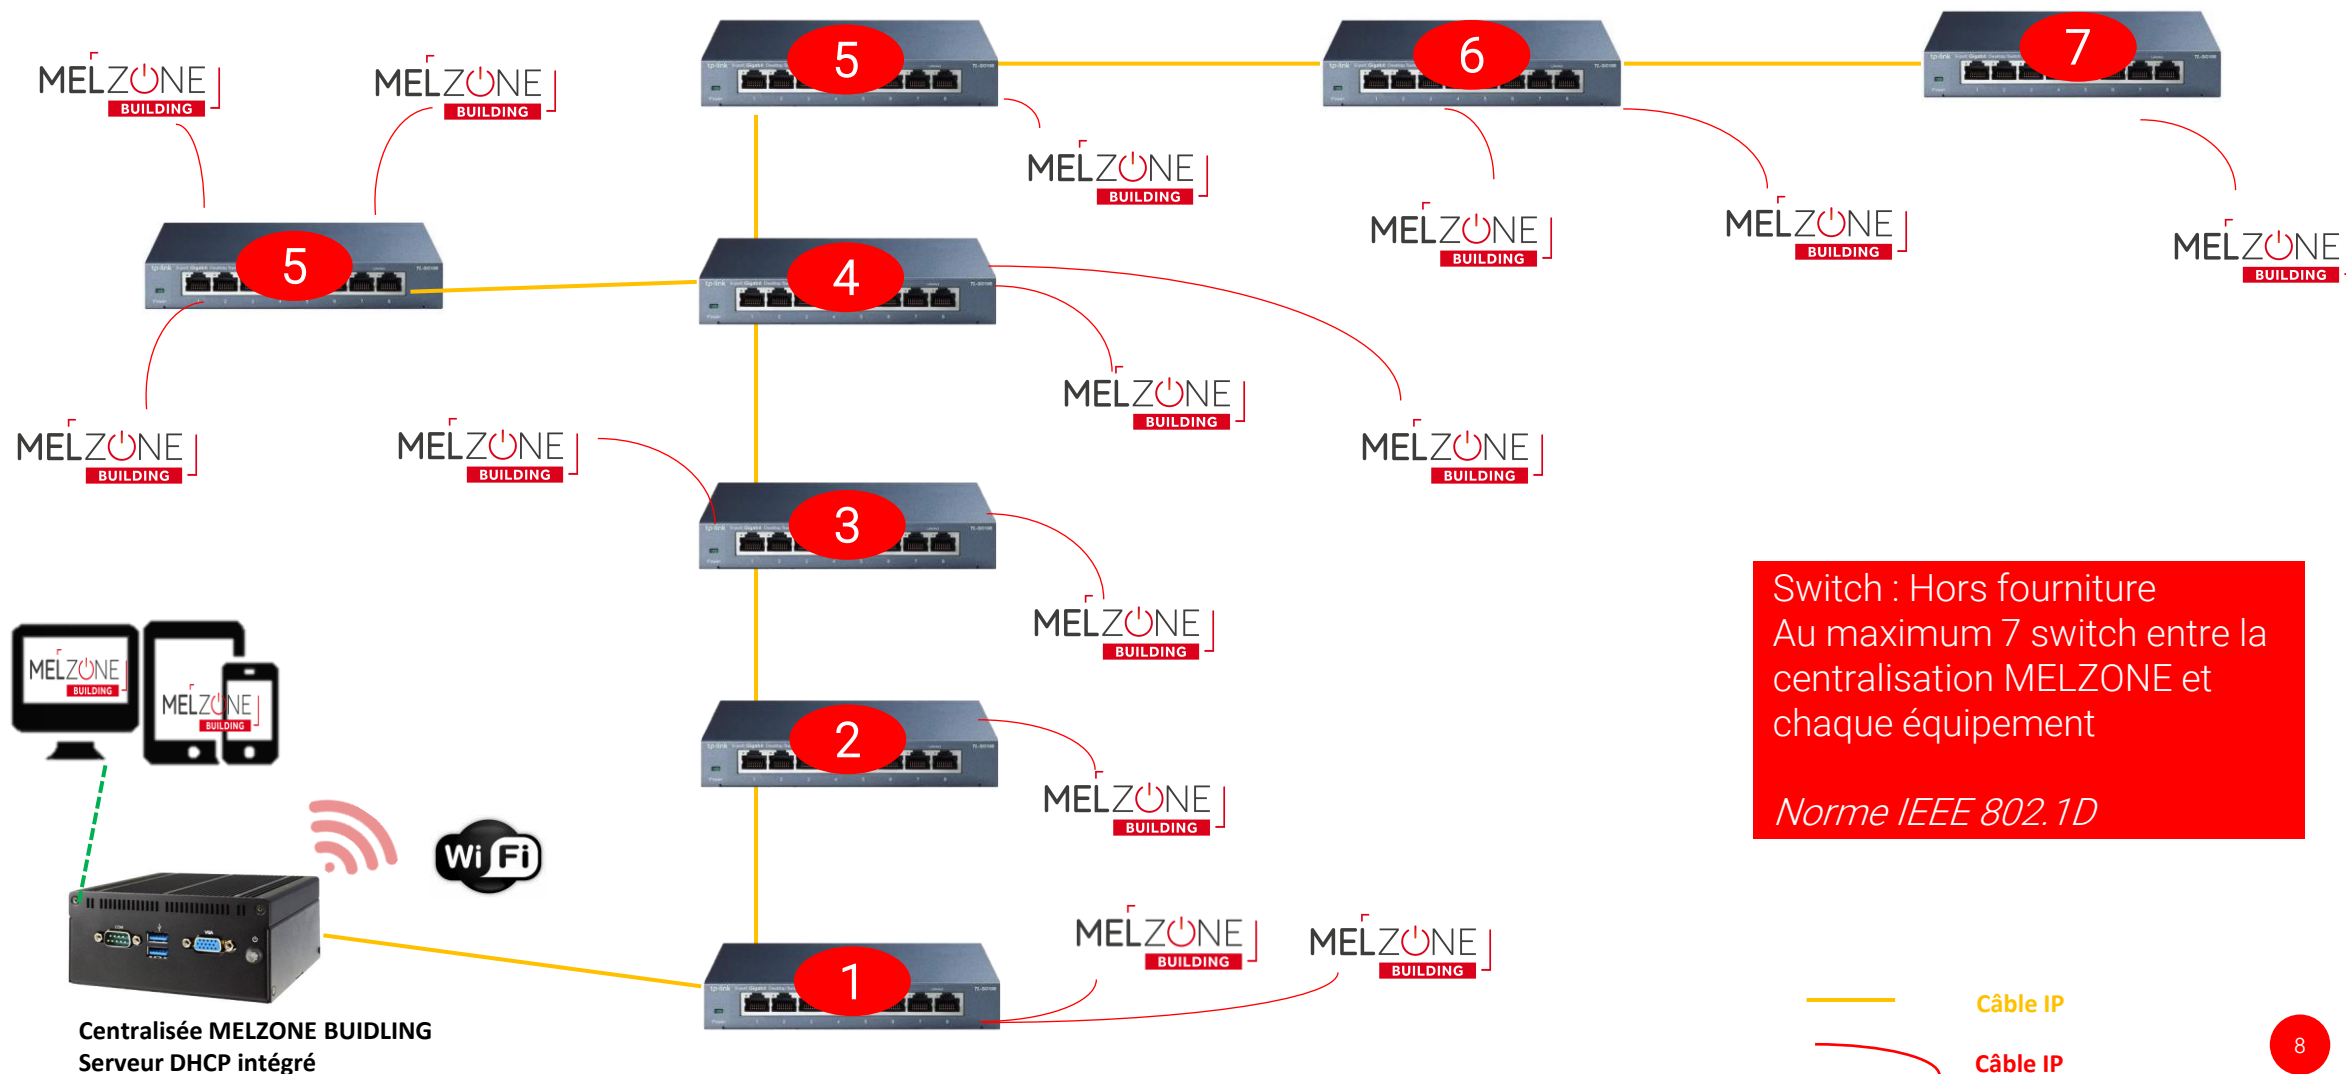 MELZONE
BUILDING
MELZONE
BUILDING
5
6
7
MELZONE
BUILDING
MELZONE
BUILDING
MELZONE
BUILDING
MELZONE
BUILDING
5
4
MELZONE
BUILDING
MELZONE
BUILDING
MELZONE
BUILDING
MELZONE
BUILDING
3
MELZONE
BUILDING
MELZONE
BUILDING
MELZONE
BUILDING
2
MELZONE
BUILDING
Switch : Hors fourniture
Au maximum 7 switch entre la
centralisation MELZONE et
chaque équipement
Norme IEEE 802.1D
Wi Fi
MELZONE
BUILDING
MELZONE
BUILDING
1
Centralisée MELZONE BUIDLING
Serveur DHCP intégré
Câble IP
Câble IP
8